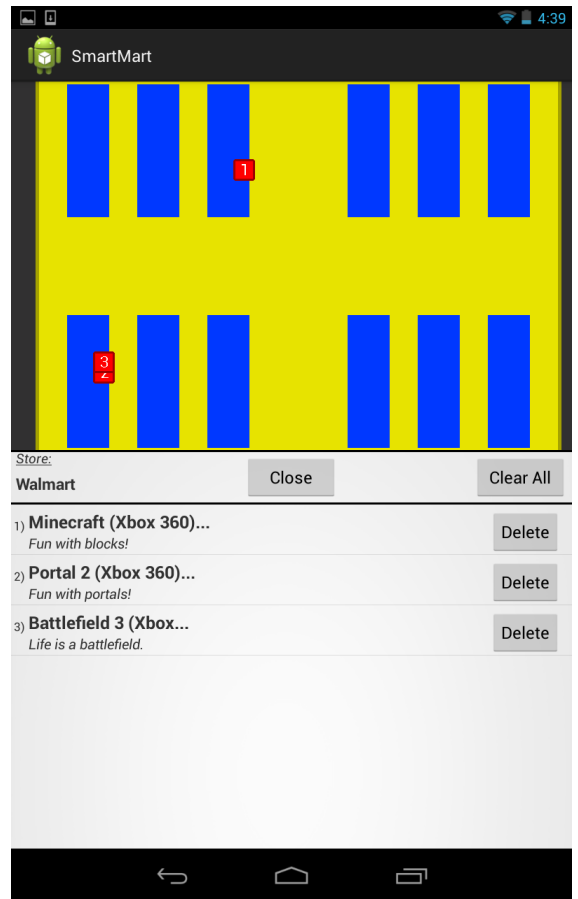 4:39
SmartMart
1
3
2
Store:
Walmart
Close
Clear All
1) Minecraft (Xbox 360)...
Fun with blocks!
Delete
2) Portal 2 (Xbox 360)...
Fun with portals!
Delete
3) Battlefield 3 (Xbox...
Life is a battlefield.
Delete